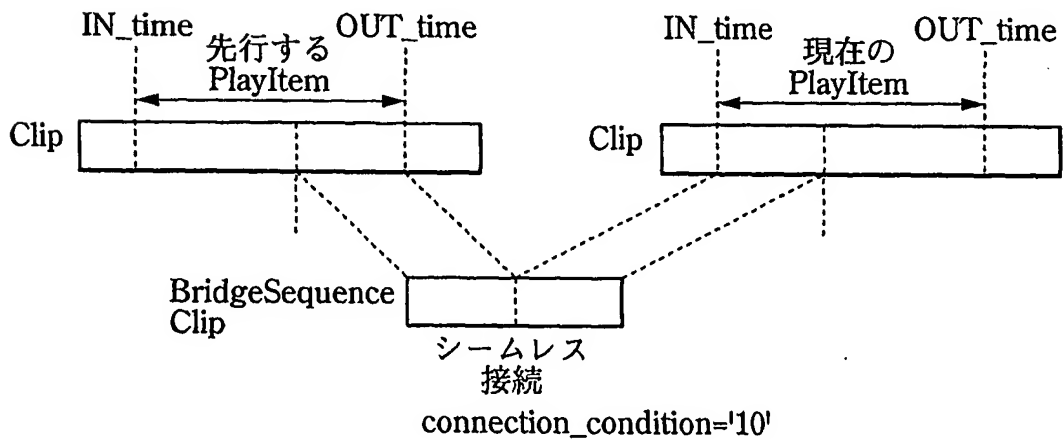 IN_time
先行する
PlayItem
OUT_time
IN_time
現在の
PlayItem
OUT_time
Clip
Clip
BridgeSequence
Clip
シームレス
接続
connection_condition='10'